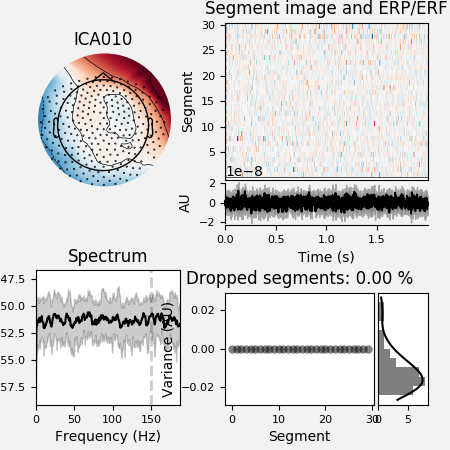 ICA010
Segment image and ERP/ERF
Segment
30
25
20
15
10
5
1e−8
AU
2
0
−2
0.0 0.5 1.0 1.5
Time (s)
Spectrum
47.5
50.0
52.5
55.0
57.5
0 50 100 150
Frequency (Hz)
Dropped segments: 0.00 %
Variance (AU)
0.02
0.00
−0.02
0 10 20 30
Segment
0 5